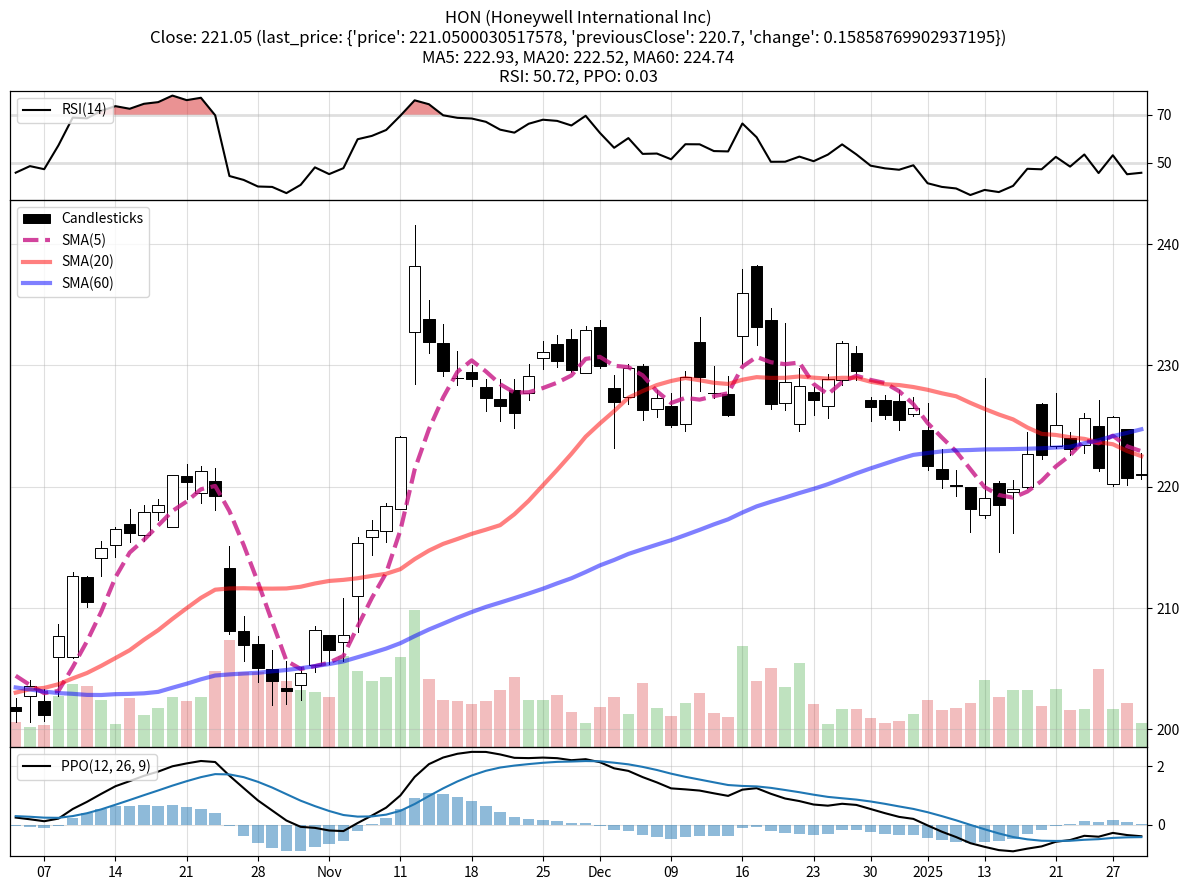 HON (Honeywell International Inc)
Close: 221.05 (last_price: {'price': 221.0500030517578, 'previousClose': 220.7, 'change': 0.15858769902937195})
MA5: 222.93, MA20: 222.52, MA60: 224.74
RSI: 50.72, PPO: 0.03
RSI(14)
70
50
Candlesticks
SMA(5)
SMA(20)
SMA(60)
240
230
220
210
200
PPO(12, 26, 9)
2
0
07 14 21 28 Nov 11 18 25 Dec 09 16 23 30 2025 13 21 27